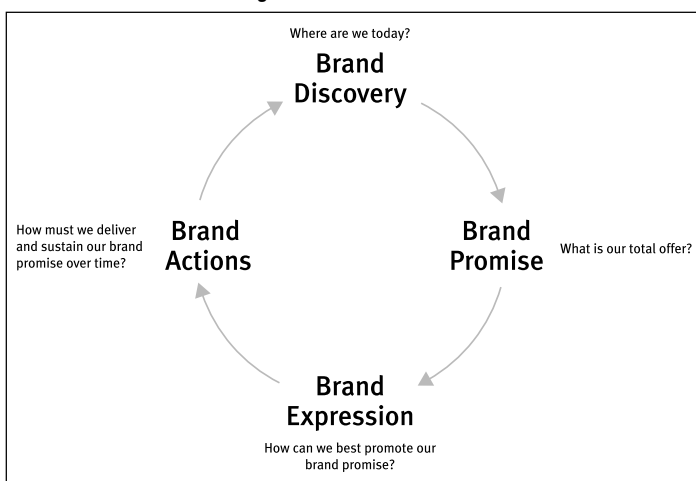 Where are we today?
Brand
Discovery
Brand
Promise
What is our total offer?
Brand
Expression
How can we best promote our
brand promise?
Brand
Actions
How must we deliver
and sustain our brand
promise over time?